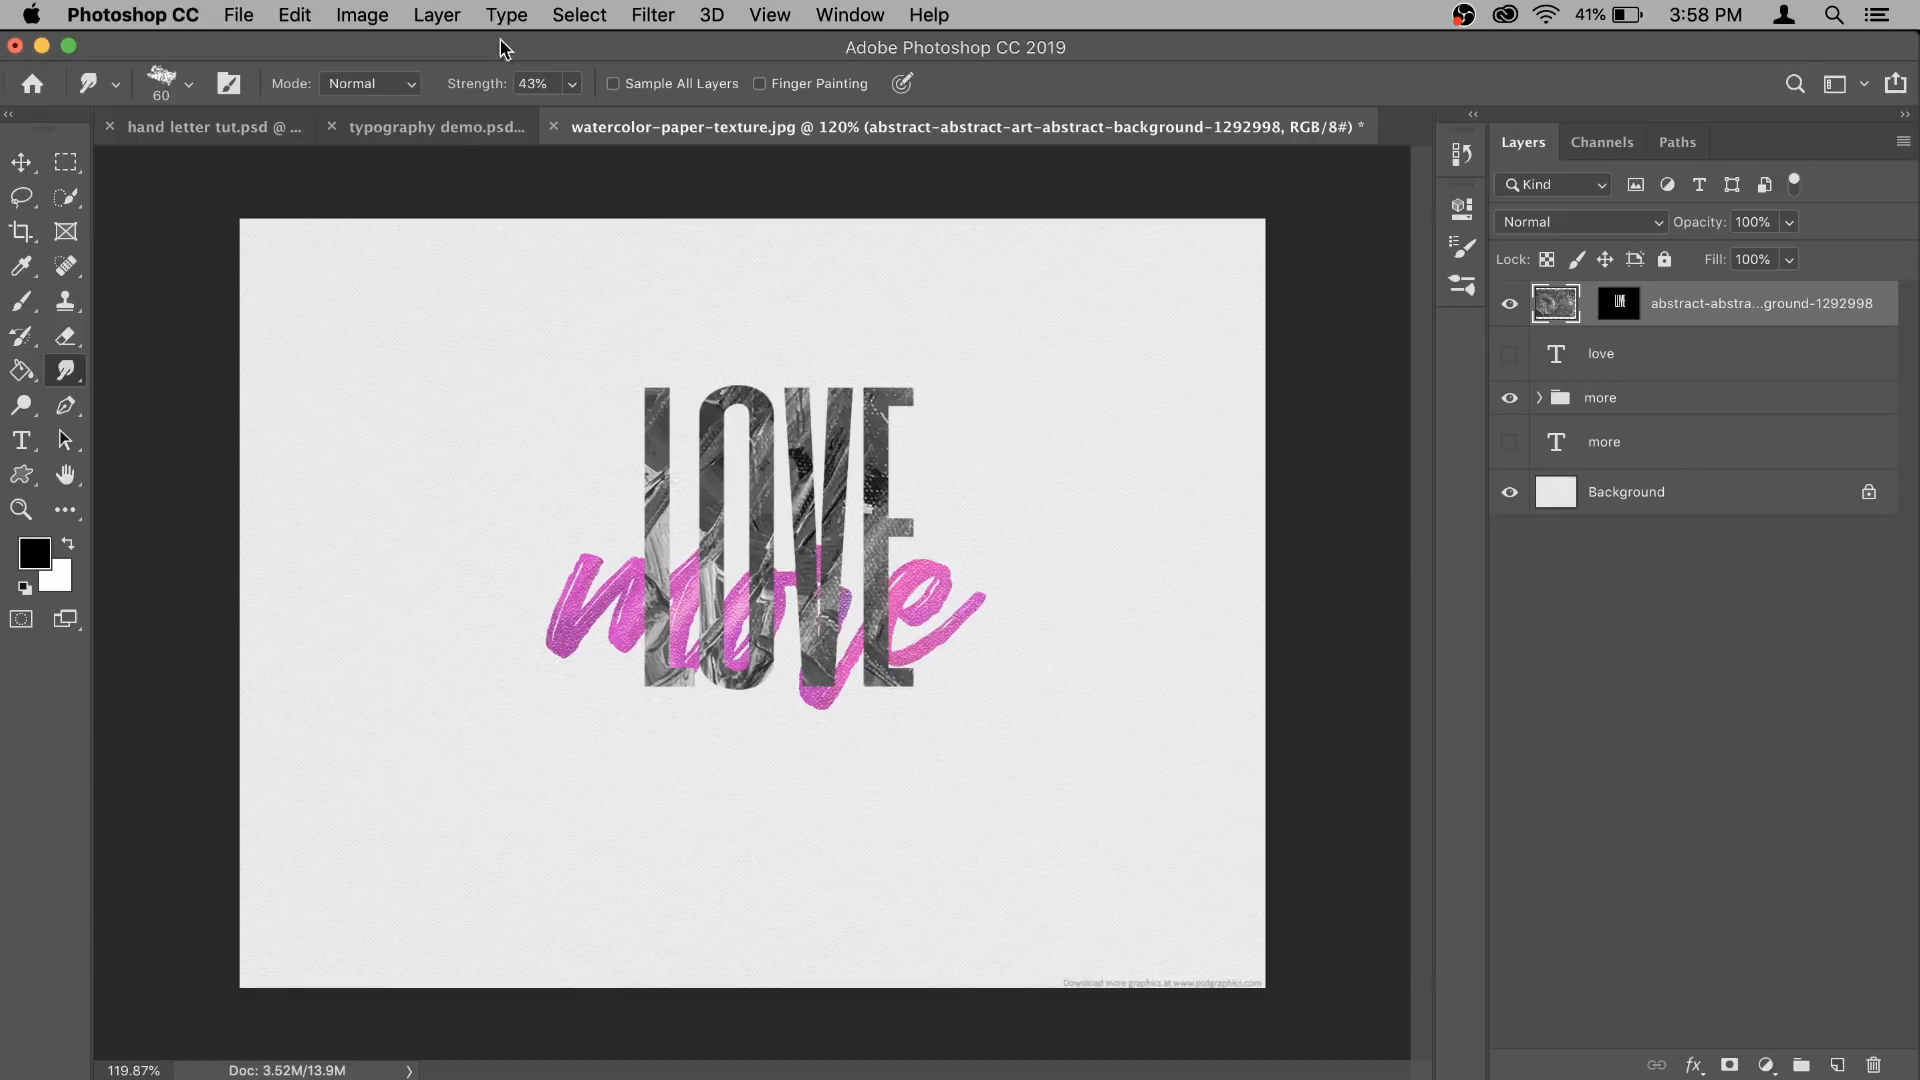 Photoshop CC File Edit Image Layer Type Select Filter 3D View Window Help 41% 3:58 PM
Adobe Photoshop CC 2019
60 Mode: Normal Strength: 43% Sample All Layers Finger Painting
hand letter tut.psd @ ... typography demo.psd... watercolor-paper-texture.jpg @ 120% (abstract-abstract-art-abstract-background-1292998, RGB/8#) *
Layers Channels Paths
Kind
Normal Opacity: 100%
Lock: Fill: 100%
LOVE abstract-abstra...ground-1292998
love
more
more
Background
LOVE
more
Download more graphics at www.psdgraphics.com
119.87% Doc: 3.52M/13.9M